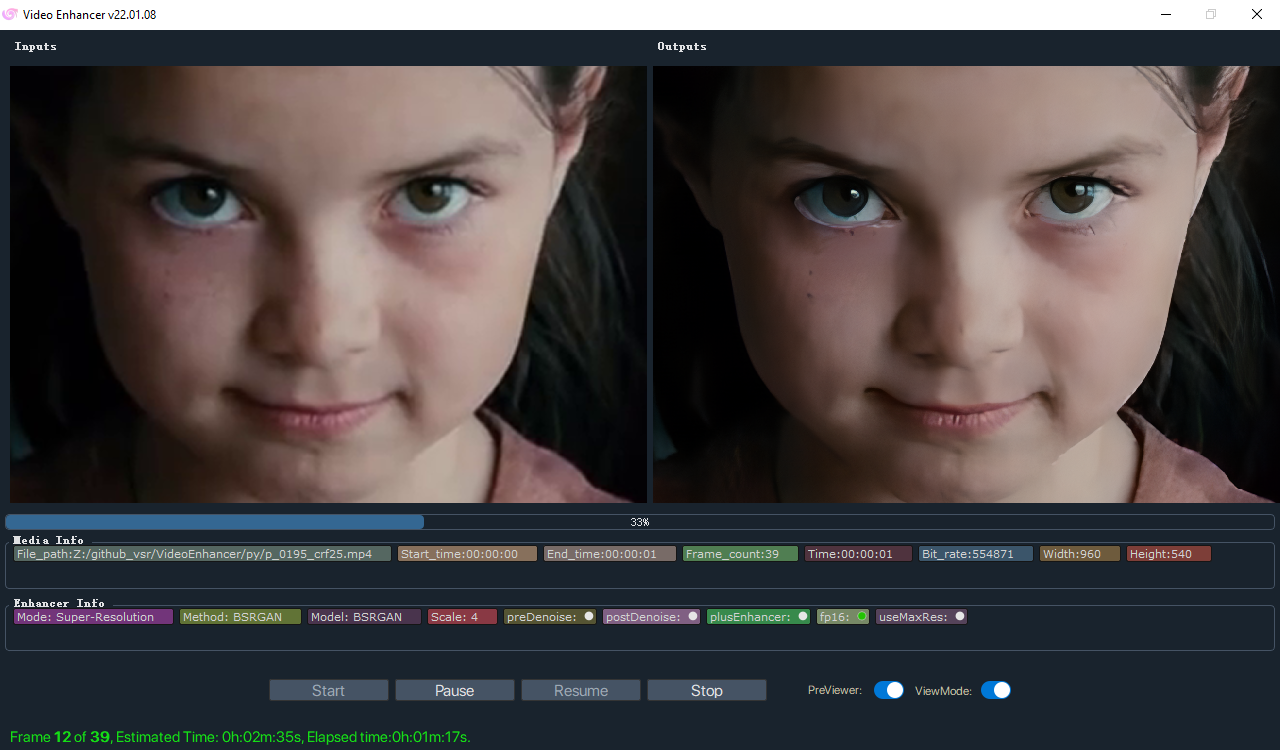 Video Enhancer v22.01.08
Inputs Outputs
33%
Media Info
File_path:Z:/github_vsr/VideoEnhancer/py/p_0195_crf25.mp4 Start_time:00:00:00 End_time:00:00:01 Frame_count:39 Time:00:00:01 Bit_rate:554871 Width:960 Height:540
Enhancer Info
Mode: Super-Resolution Method: BSRGAN Model: BSRGAN Scale: 4 preDenoise: postDenoise: plusEnhancer: fp16: useMaxRes:
Start Pause Resume Stop PreViewer: ViewMode:
Frame 12 of 39, Estimated Time: 0h:02m:35s, Elapsed time:0h:01m:17s.